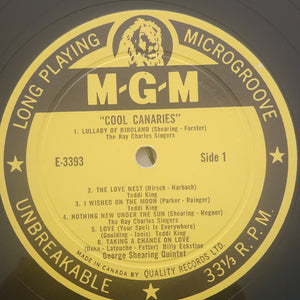 LONG PLAYING MICROGROOVE
M-G-M
"COOL CANARIES"
1. LULLABY OF BIRDLAND (Shearing - Forster)
The Ray Charles Singers
E-3393
Side 1
2. THE LOVE NEST (Hirsch - Harbach)
Teddi King
3. I WISHED ON THE MOON (Parker - Rainger)
Teddi King
4. NOTHING NEW UNDER THE SUN (Shearing - Hegner)
The Ray Charles Singers
5. LOVE (Your Spell Is Everywhere)
(Goulding - Janis) Teddi King
6. TAKING A CHANCE ON LOVE
(Duke - Latouche - Fetter) Billy Eckstine
George Shearing Quintet
MADE IN CANADA BY QUALITY RECORDS LTD.
UNBREAKABLE 33⅓ R.P.M.